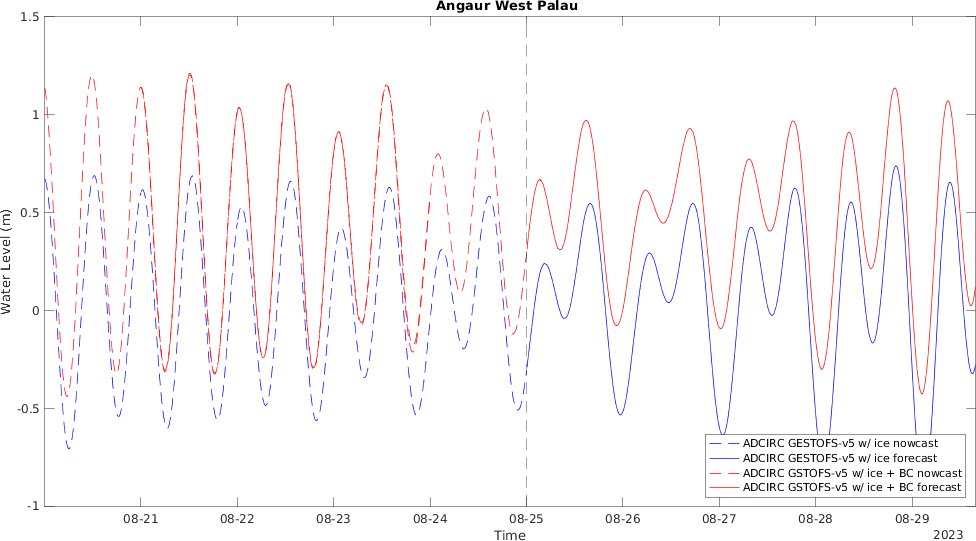 Angaur West Palau
Water Level (m)
1.5
1
0.5
0
-0.5
-1
08-21 08-22 08-23 08-24 08-25 08-26 08-27 08-28 08-29
Time
2023
ADCIRC GESTOFS-v5 w/ ice nowcast
ADCIRC GESTOFS-v5 w/ ice forecast
ADCIRC GSTOFS-v5 w/ ice + BC nowcast
ADCIRC GSTOFS-v5 w/ ice + BC forecast